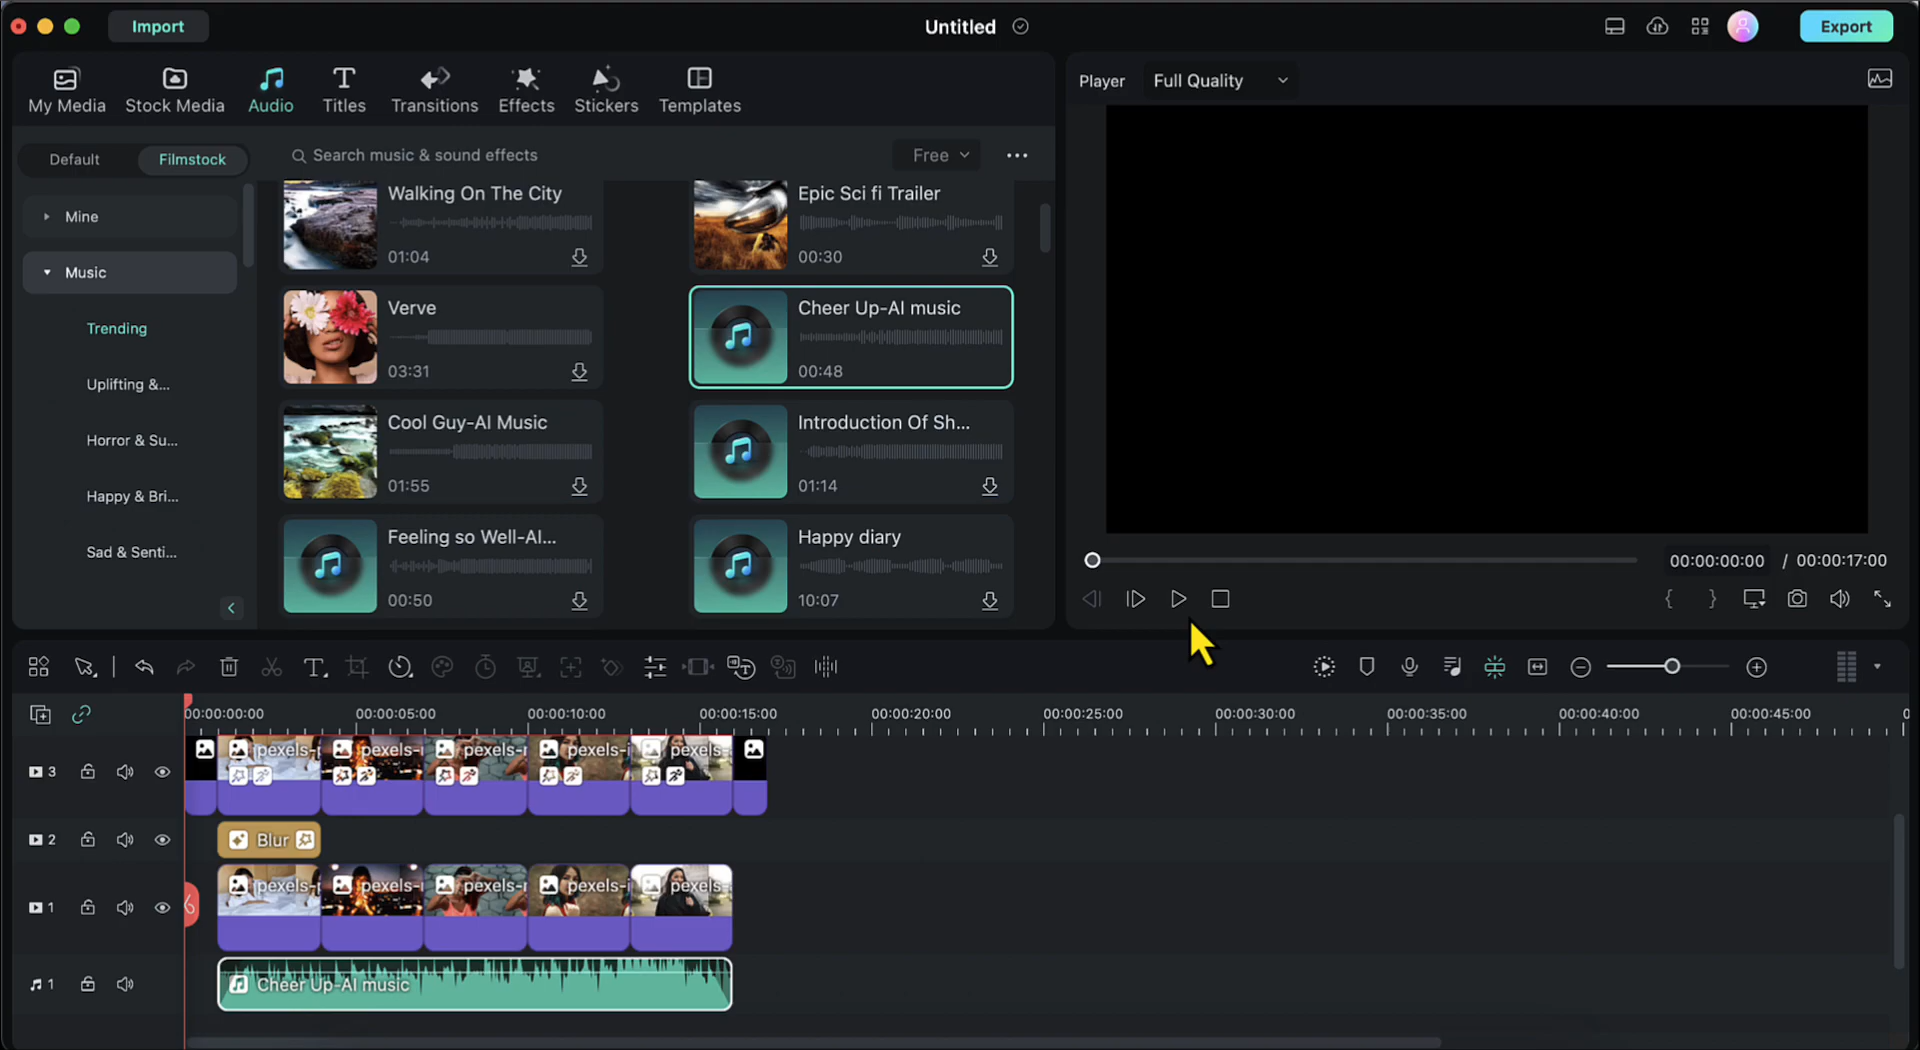 Import
Untitled
Export
My Media
Stock Media
Audio
Titles
Transitions
Effects
Stickers
Templates
Player
Full Quality
Default
Filmstock
Search music & sound effects
Free
Mine
Music
Trending
Uplifting &...
Horror & Su...
Happy & Bri...
Sad & Senti...
Walking On The City
01:04
Epic Sci fi Trailer
00:30
Verve
03:31
Cheer Up-AI music
00:48
Cool Guy-AI Music
01:55
Introduction Of Sh...
01:14
Feeling so Well-AI...
00:50
Happy diary
10:07
00:00:00:00 / 00:00:17:00
00:00:00:00
00:00:05:00
00:00:10:00
00:00:15:00
00:00:20:00
00:00:25:00
00:00:30:00
00:00:35:00
00:00:40:00
00:00:45:00
0
3
pexels-
pexels-
pexels-
pexels-
pexels-
2
Blur
1
pexels-
pexels-
pexels-
pexels-
pexels-
1
Cheer Up-AI music